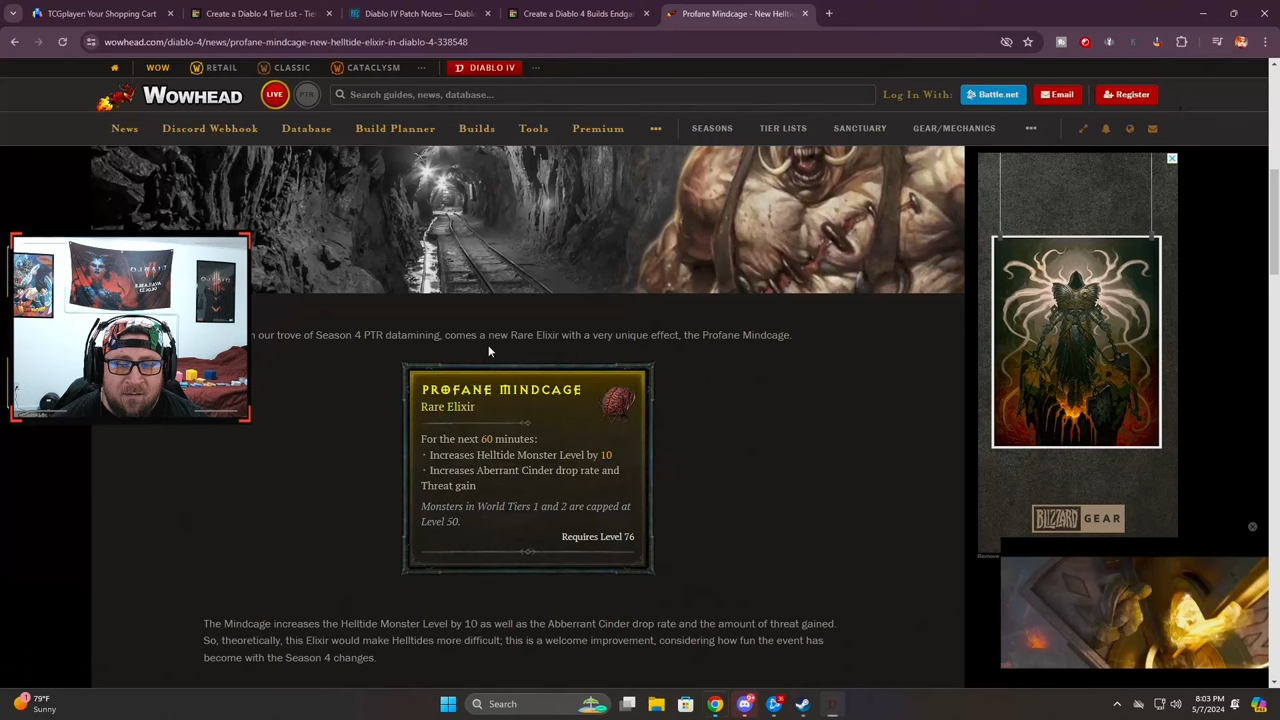 TCGplayer: Your Shopping Cart
Create a Diablo 4 Tier List - Tie
Diablo IV Patch Notes — Diablo
Create a Diablo 4 Builds Endgar
Profane Mindcage - New Hellti
wowhead.com/diablo-4/news/profane-mindcage-new-helltide-elixir-in-diablo-4-338548
WOW RETAIL CLASSIC CATACLYSM DIABLO IV
WOWHEAD LIVE PTR Search guides, news, database... Log In With: Battle.net Email Register
News Discord Webhook Database Build Planner Builds Tools Premium SEASONS TIER LISTS SANCTUARY GEAR/MECHANICS
our trove of Season 4 PTR datamining, comes a new Rare Elixir with a very unique effect, the Profane Mindcage.
PROFANE MINDCAGE
Rare Elixir
For the next 60 minutes:
· Increases Helltide Monster Level by 10
· Increases Aberrant Cinder drop rate and
Threat gain
Monsters in World Tiers 1 and 2 are capped at
Level 50.
Requires Level 76
The Mindcage increases the Helltide Monster Level by 10 as well as the Abberrant Cinder drop rate and the amount of threat gained.
So, theoretically, this Elixir would make Helltides more difficult; this is a welcome improvement, considering how fun the event has
become with the Season 4 changes.
BLIZZARD GEAR
Remove
79°F
Sunny
Search
8:03 PM
5/7/2024